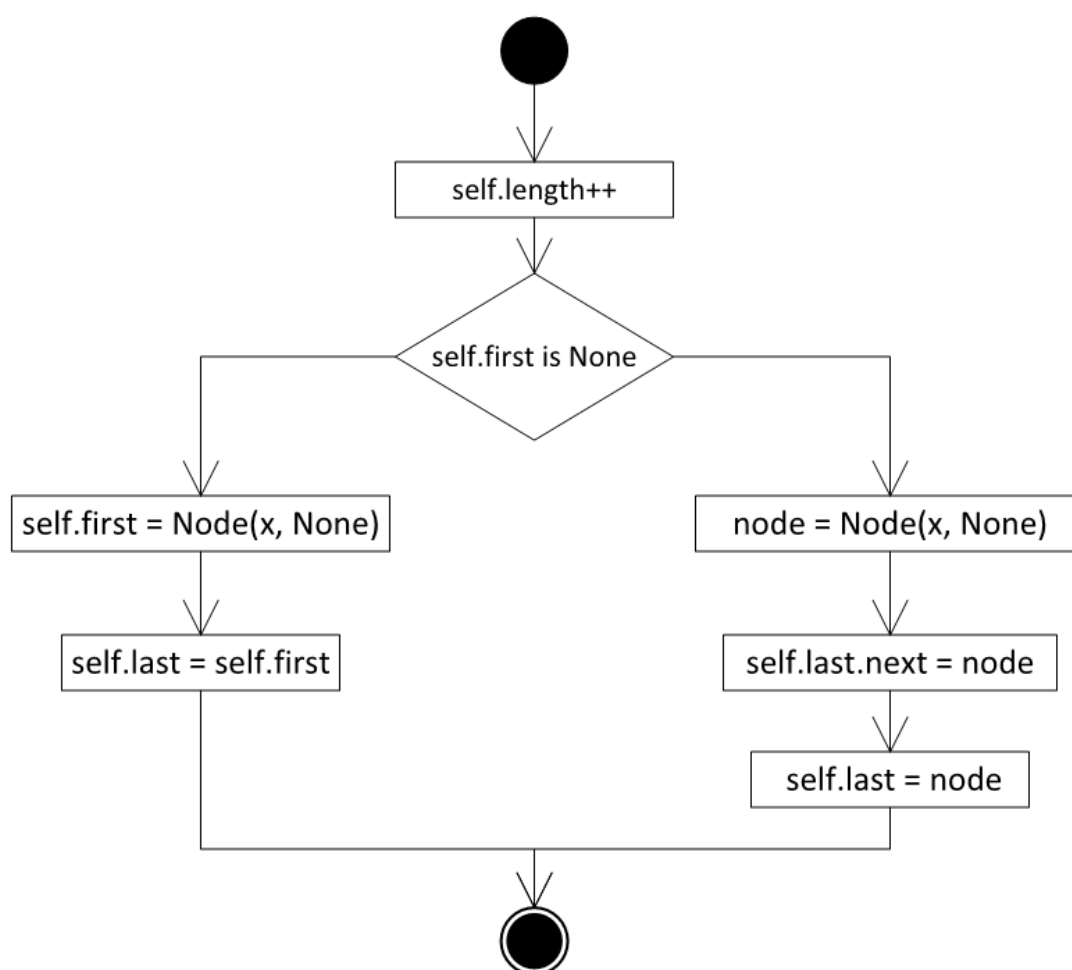 self.length++
self.first is None
self.first = Node(x, None)
node = Node(x, None)
self.last = self.first
self.last.next = node
self.last = node